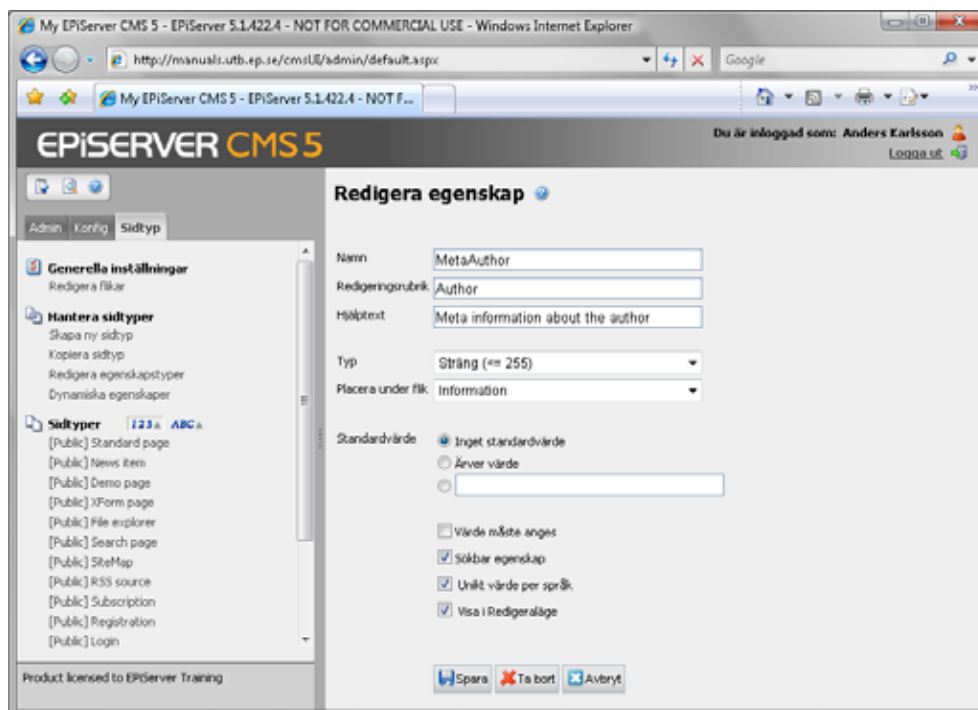 My EPiServer CMS 5 - EPiServer 5.1.422.4 - NOT FOR COMMERCIAL USE - Windows Internet Explorer
http://manuals.utb.ep.se/cmsUI/admin/default.aspx
Google
My EPiServer CMS 5 - EPiServer 5.1.422.4 - NOT F...
EPiSERVER CMS 5
Du är inloggad som: Anders Karlsson
Logga ut
Admin Konfig Sidtyp
Generella inställningar
Redigera flikar
Hantera sidtyper
Skapa ny sidtyp
Kopiera sidtyp
Redigera egenskapstyper
Dynamiska egenskaper
Sidtyper 123 ABC
[Public] Standard page
[Public] News item
[Public] Demo page
[Public] XForm page
[Public] File explorer
[Public] Search page
[Public] SiteMap
[Public] RSS source
[Public] Subscription
[Public] Registration
[Public] Login
Product licensed to EPiServer Training
Redigera egenskap
Namn MetaAuthor
Redigeringsrubrik Author
Hjälptext Meta information about the author
Typ Sträng (<= 255)
Placera under flik Information
Standardvärde Inget standardvärde
Ärver värde
Värde måste anges
Sökbar egenskap
Unikt värde per språk
Visa i Redigeraläge
Spara Ta bort Avbryt